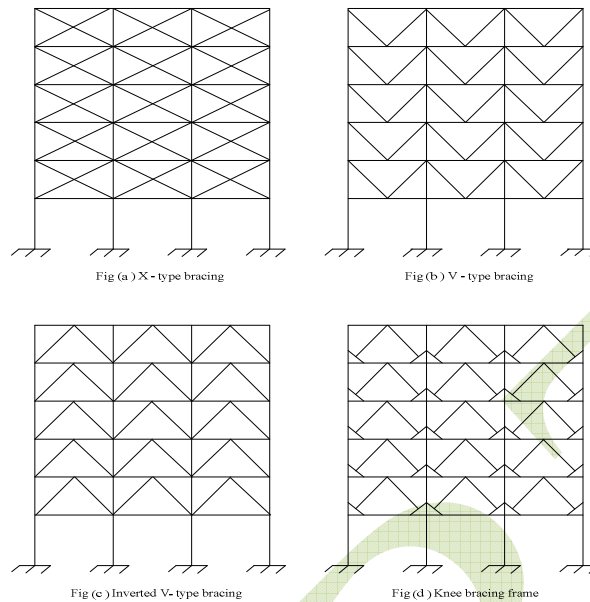 Fig (a) X - type bracing
Fig (b) V - type bracing
Fig (c) Inverted V- type bracing
Fig (d) Knee bracing frame